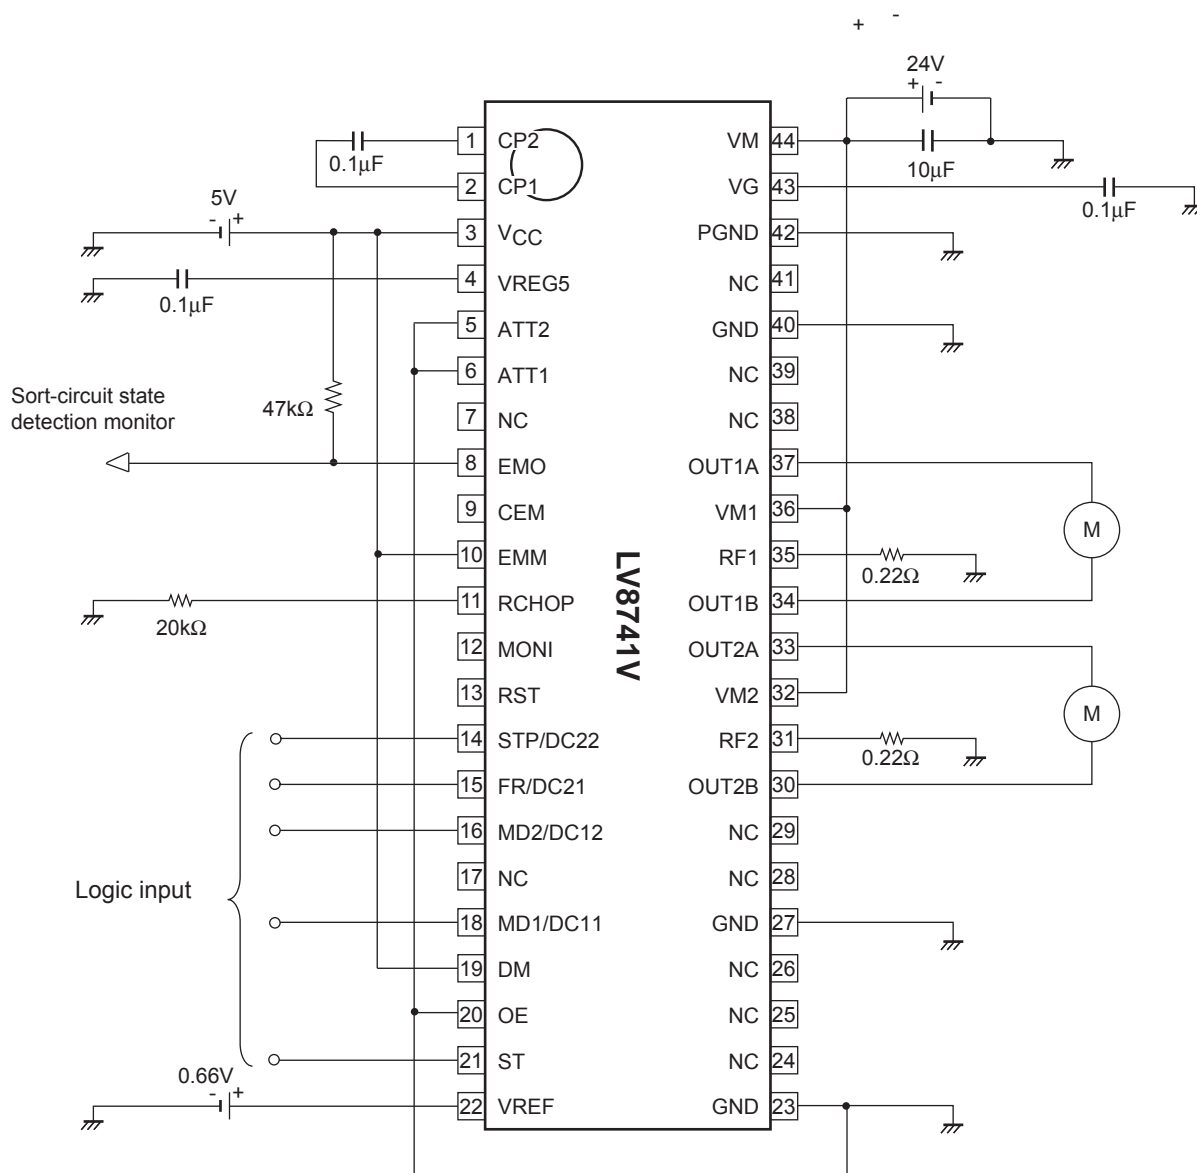 + -
24V
+ -
1 CP2 VM 44
0.1µF 10µF
2 CP1 VG 43
5V 0.1µF
- +
3 VCC PGND 42
4 VREG5 NC 41
0.1µF
5 ATT2 GND 40
6 ATT1 NC 39
Sort-circuit state
detection monitor
47kΩ
7 NC NC 38
8 EMO OUT1A 37
9 CEM VM1 36
M
10 EMM RF1 35
0.22Ω
11 RCHOP OUT1B 34
20kΩ
LV8741V
12 MONI OUT2A 33
13 RST VM2 32
M
14 STP/DC22 RF2 31
0.22Ω
15 FR/DC21 OUT2B 30
16 MD2/DC12 NC 29
17 NC NC 28
Logic input
18 MD1/DC11 GND 27
19 DM NC 26
20 OE NC 25
21 ST NC 24
0.66V
- +
22 VREF GND 23